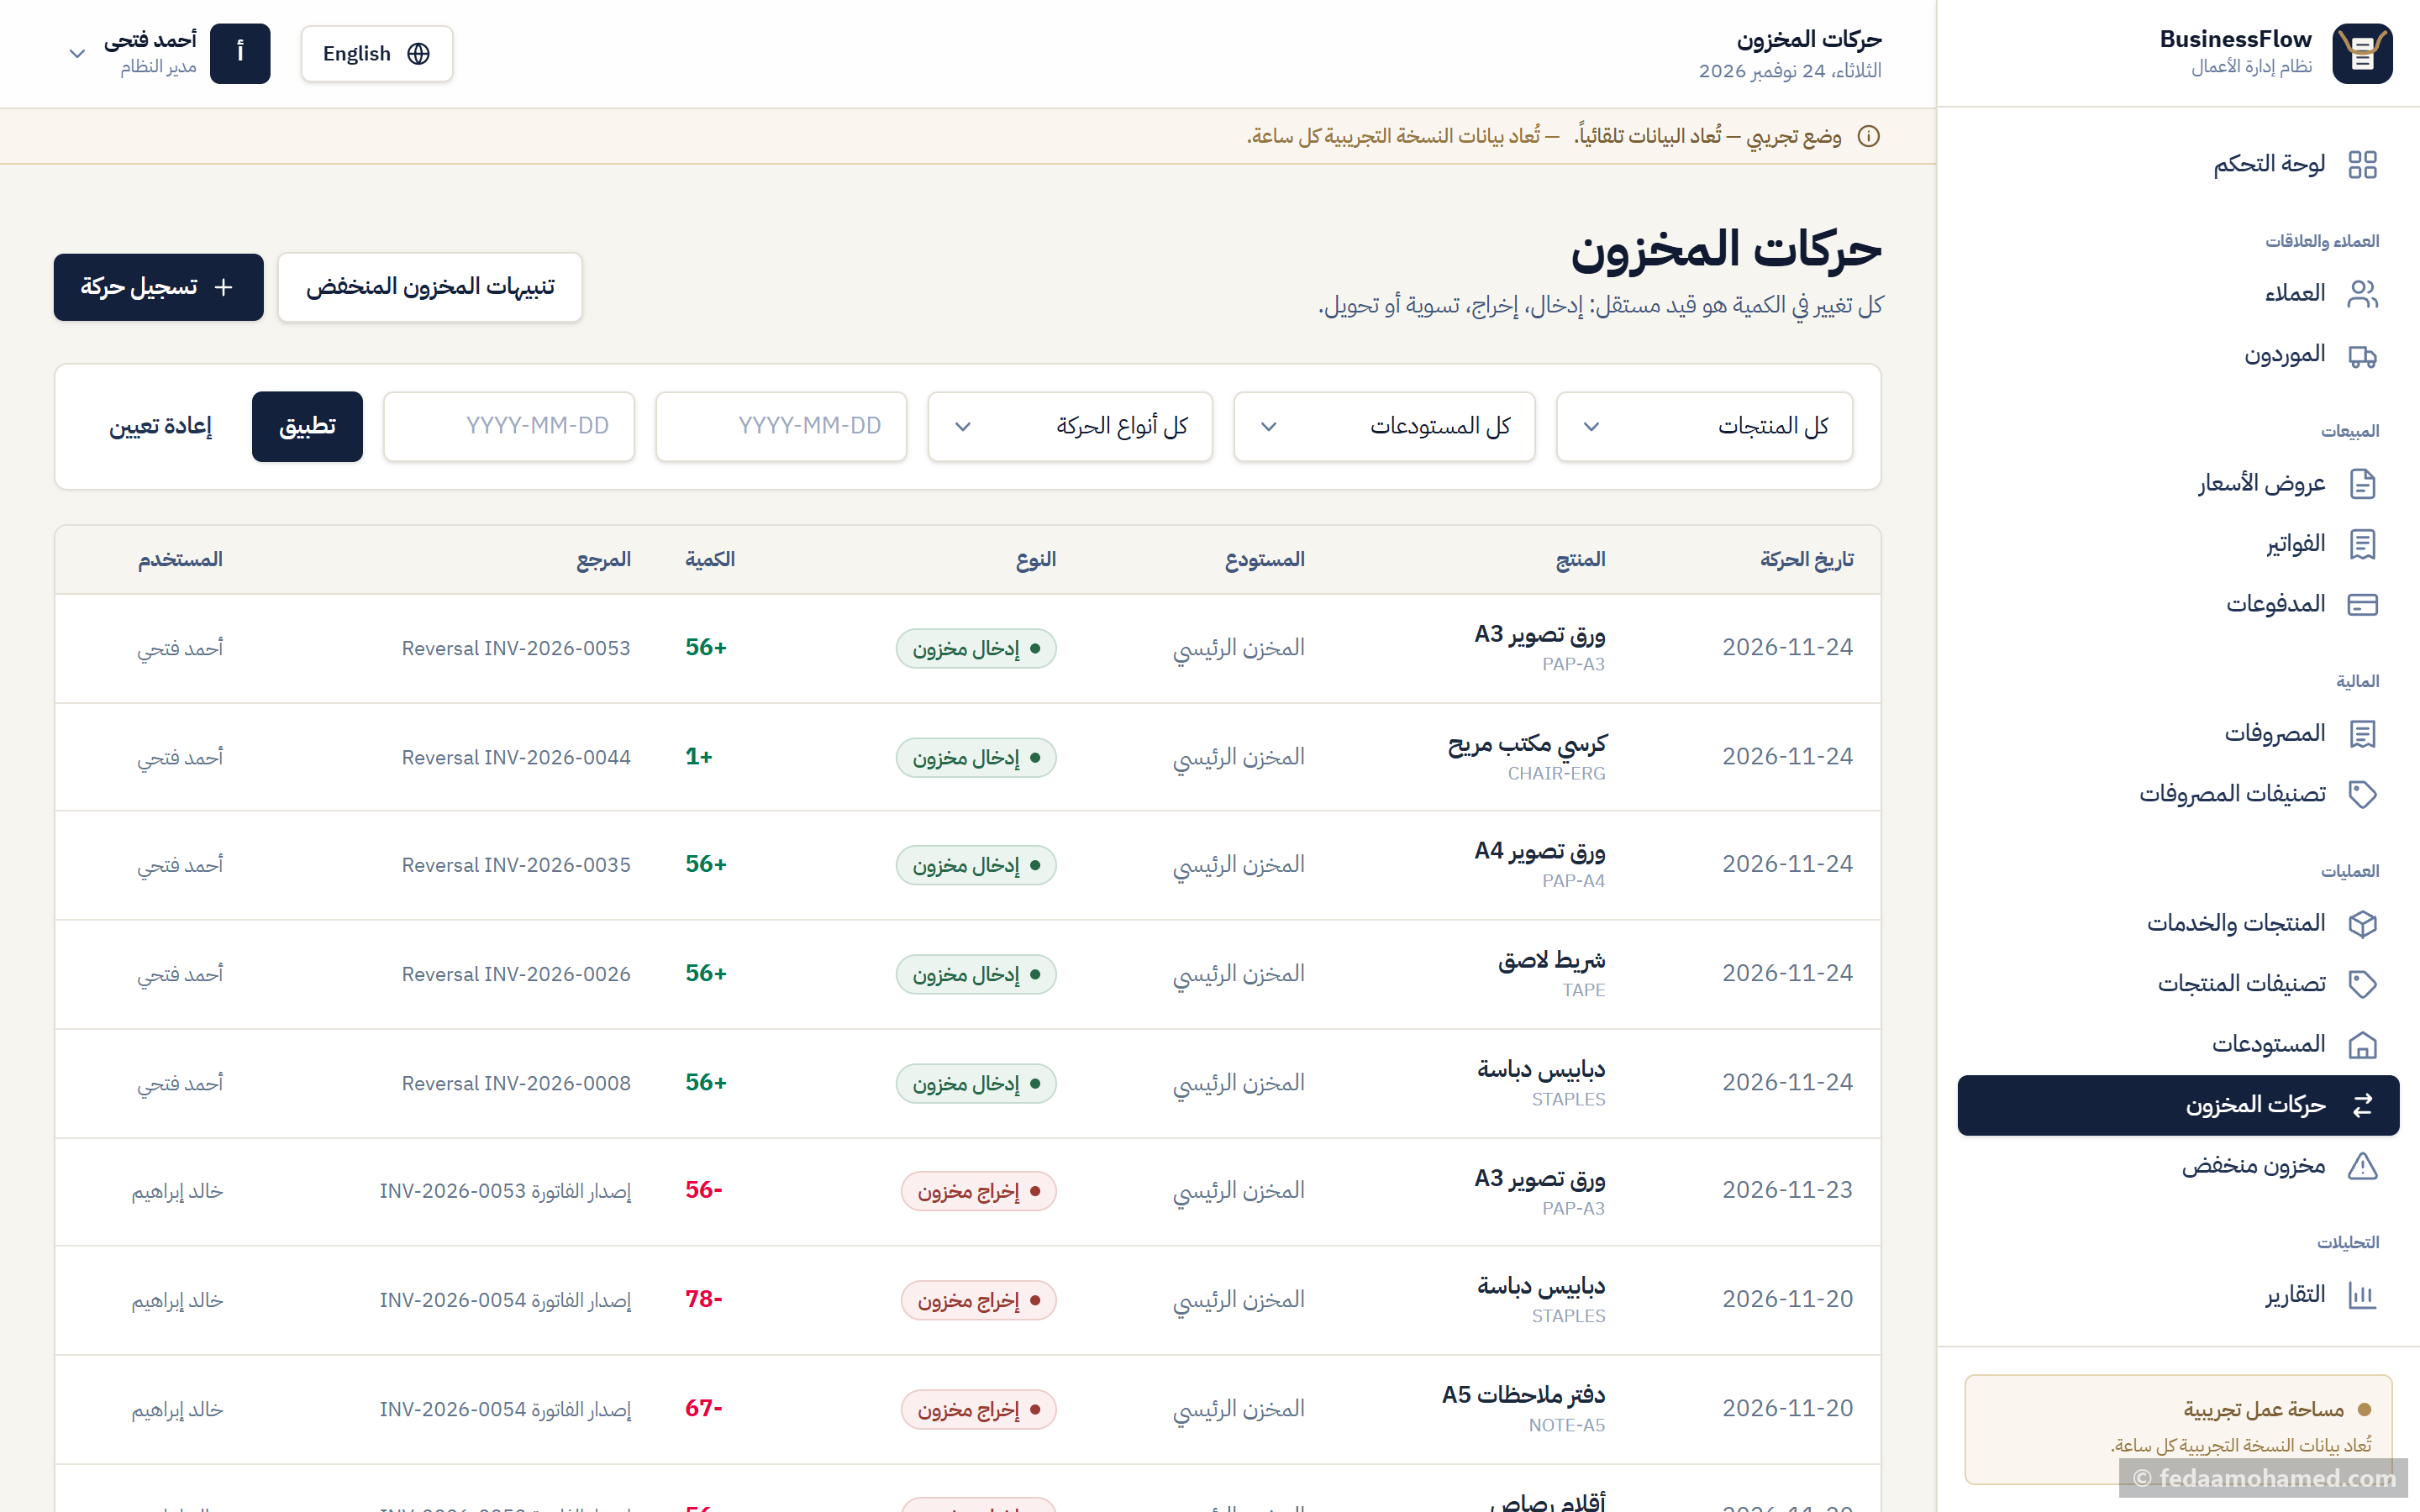 BusinessFlow
نظام إدارة الأعمال
لوحة التحكم
العملاء والعلاقات
العملاء
الموردون
المبيعات
عروض الأسعار
الفواتير
المدفوعات
المالية
المصروفات
تصنيفات المصروفات
العمليات
المنتجات والخدمات
تصنيفات المنتجات
المستودعات
حركات المخزون
مخزون منخفض
التحليلات
التقارير
مساحة عمل تجريبية
تُعاد بيانات النسخة التجريبية كل ساعة.
© fedaamohamed.com
حركات المخزون
الثلاثاء، 24 نوفمبر 2026
English
أ
أحمد فتحي
مدير النظام
وضع تجريبي — تُعاد البيانات تلقائياً. — تُعاد بيانات النسخة التجريبية كل ساعة.
حركات المخزون
كل تغيير في الكمية هو قيد مستقل: إدخال، إخراج، تسوية أو تحويل.
تنبيهات المخزون المنخفض
تسجيل حركة
كل المنتجات كل المستودعات كل أنواع الحركة YYYY-MM-DD YYYY-MM-DD تطبيق إعادة تعيين
تاريخ الحركة المنتج المستودع النوع الكمية المرجع المستخدم
2026-11-24 ورق تصوير A3 المخزن الرئيسي إدخال مخزون +56 Reversal INV-2026-0053 أحمد فتحي
PAP-A3
2026-11-24 كرسي مكتب مريح المخزن الرئيسي إدخال مخزون +1 Reversal INV-2026-0044 أحمد فتحي
CHAIR-ERG
2026-11-24 ورق تصوير A4 المخزن الرئيسي إدخال مخزون +56 Reversal INV-2026-0035 أحمد فتحي
PAP-A4
2026-11-24 شريط لاصق المخزن الرئيسي إدخال مخزون +56 Reversal INV-2026-0026 أحمد فتحي
TAPE
2026-11-24 دبابيس دباسة المخزن الرئيسي إدخال مخزون +56 Reversal INV-2026-0008 أحمد فتحي
STAPLES
2026-11-23 ورق تصوير A3 المخزن الرئيسي إخراج مخزون -56 إصدار الفاتورة INV-2026-0053 خالد إبراهيم
PAP-A3
2026-11-20 دبابيس دباسة المخزن الرئيسي إخراج مخزون -78 إصدار الفاتورة INV-2026-0054 خالد إبراهيم
STAPLES
2026-11-20 دفتر ملاحظات A5 المخزن الرئيسي إخراج مخزون -67 إصدار الفاتورة INV-2026-0054 خالد إبراهيم
NOTE-A5
أقلام رصاص